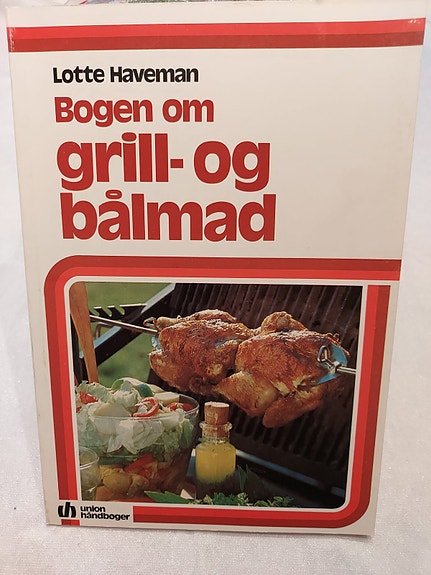 Lotte Haveman
Bogen om
grill- og
bålmad
union
håndbøger